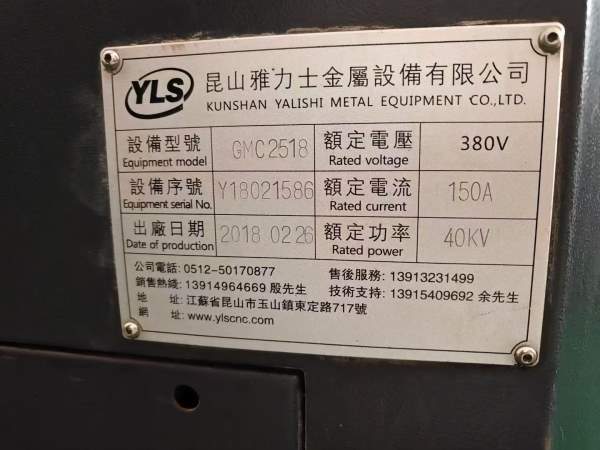 YLS 昆山雅力士金屬設備有限公司
KUNSHAN YALISHI METAL EQUIPMENT CO.,LTD.
設備型號 GMC2518 額定電壓 380V
Equipment model Rated voltage
設備序號 Y18021586 額定電流 150A
Equipment serial No. Rated current
出廠日期 2018 02 26 額定功率 40KV
Date of production Rated power
公司電話: 0512-50170877 售後服務: 13913231499
銷售熱綫: 13914964669 殷先生 技術支持: 13915409692 余先生
地 址: 江蘇省昆山市玉山鎮東定路717號
網 址: www.ylscnc.com